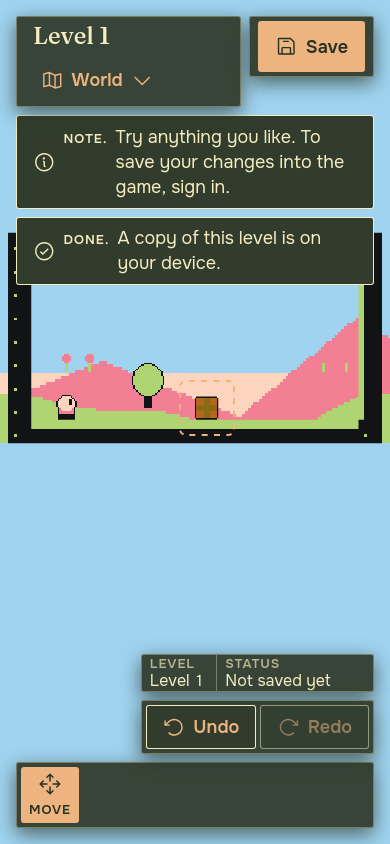 Level 1
World
Save
NOTE. Try anything you like. To
save your changes into the
game, sign in.
DONE. A copy of this level is on
your device.
LEVEL
Level 1
STATUS
Not saved yet
Undo
Redo
MOVE